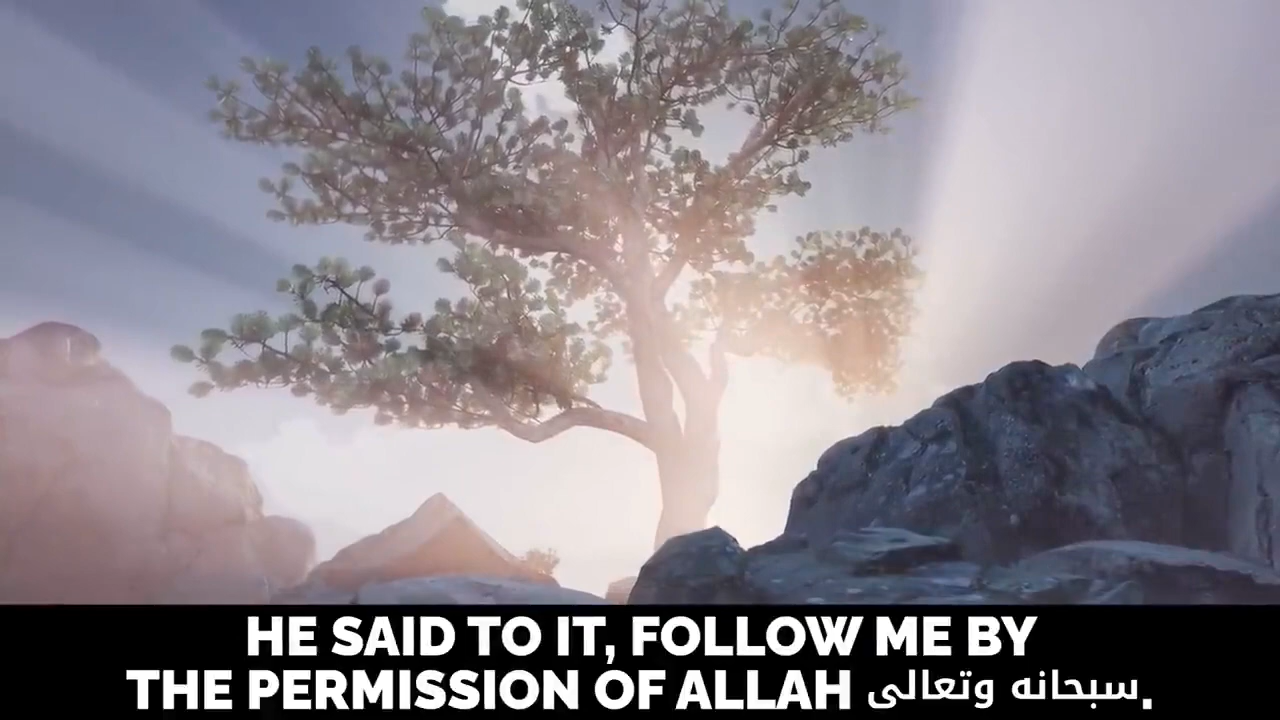 HE SAID TO IT, FOLLOW ME BY
THE PERMISSION OF ALLAH سبحانه وتعالى.